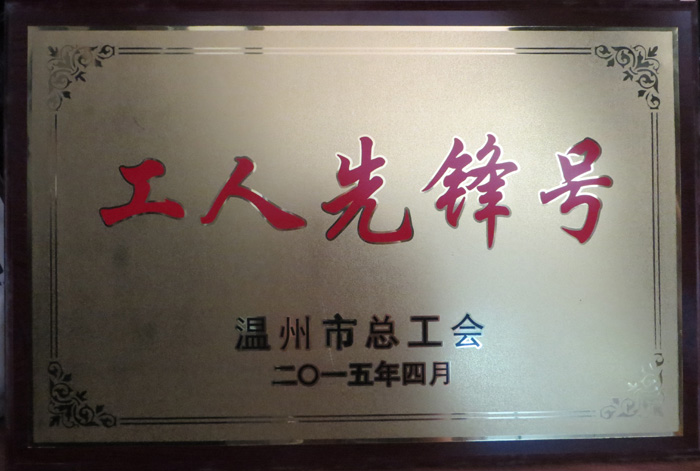 工人先锋号
温州市总工会
二〇一五年四月